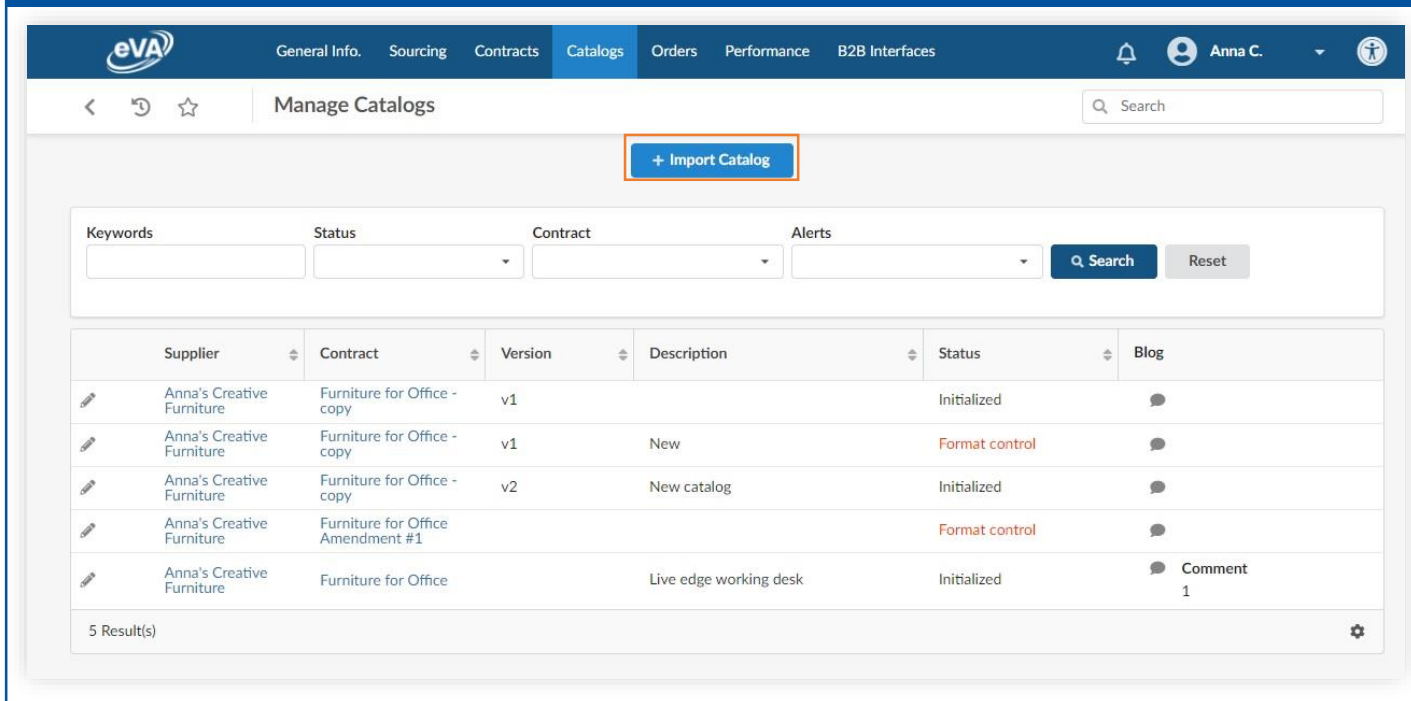 eVA General Info. Sourcing Contracts Catalogs Orders Performance B2B Interfaces Anna C.
Manage Catalogs Search
+ Import Catalog
Keywords Status Contract Alerts
Search Reset
Supplier Contract Version Description Status Blog
Anna's Creative Furniture for Office -
Furniture copy v1 Initialized
Anna's Creative Furniture for Office -
Furniture copy v1 New Format control
Anna's Creative Furniture for Office -
Furniture copy v2 New catalog Initialized
Anna's Creative Furniture for Office
Furniture Amendment #1 Format control
Anna's Creative
Furniture Furniture for Office Live edge working desk Initialized Comment
1
5 Result(s)